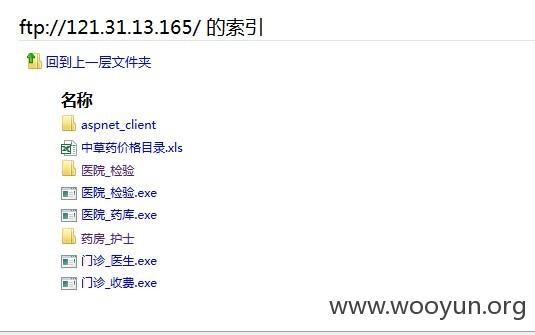 ftp://121.31.13.165/ 的索引
回到上一层文件夹
名称
aspnet_client
中草药价格目录.xls
医院_检验
医院_检验.exe
医院_药库.exe
药房_护士
门诊_医生.exe
门诊_收费.exe
www.wooyun.org